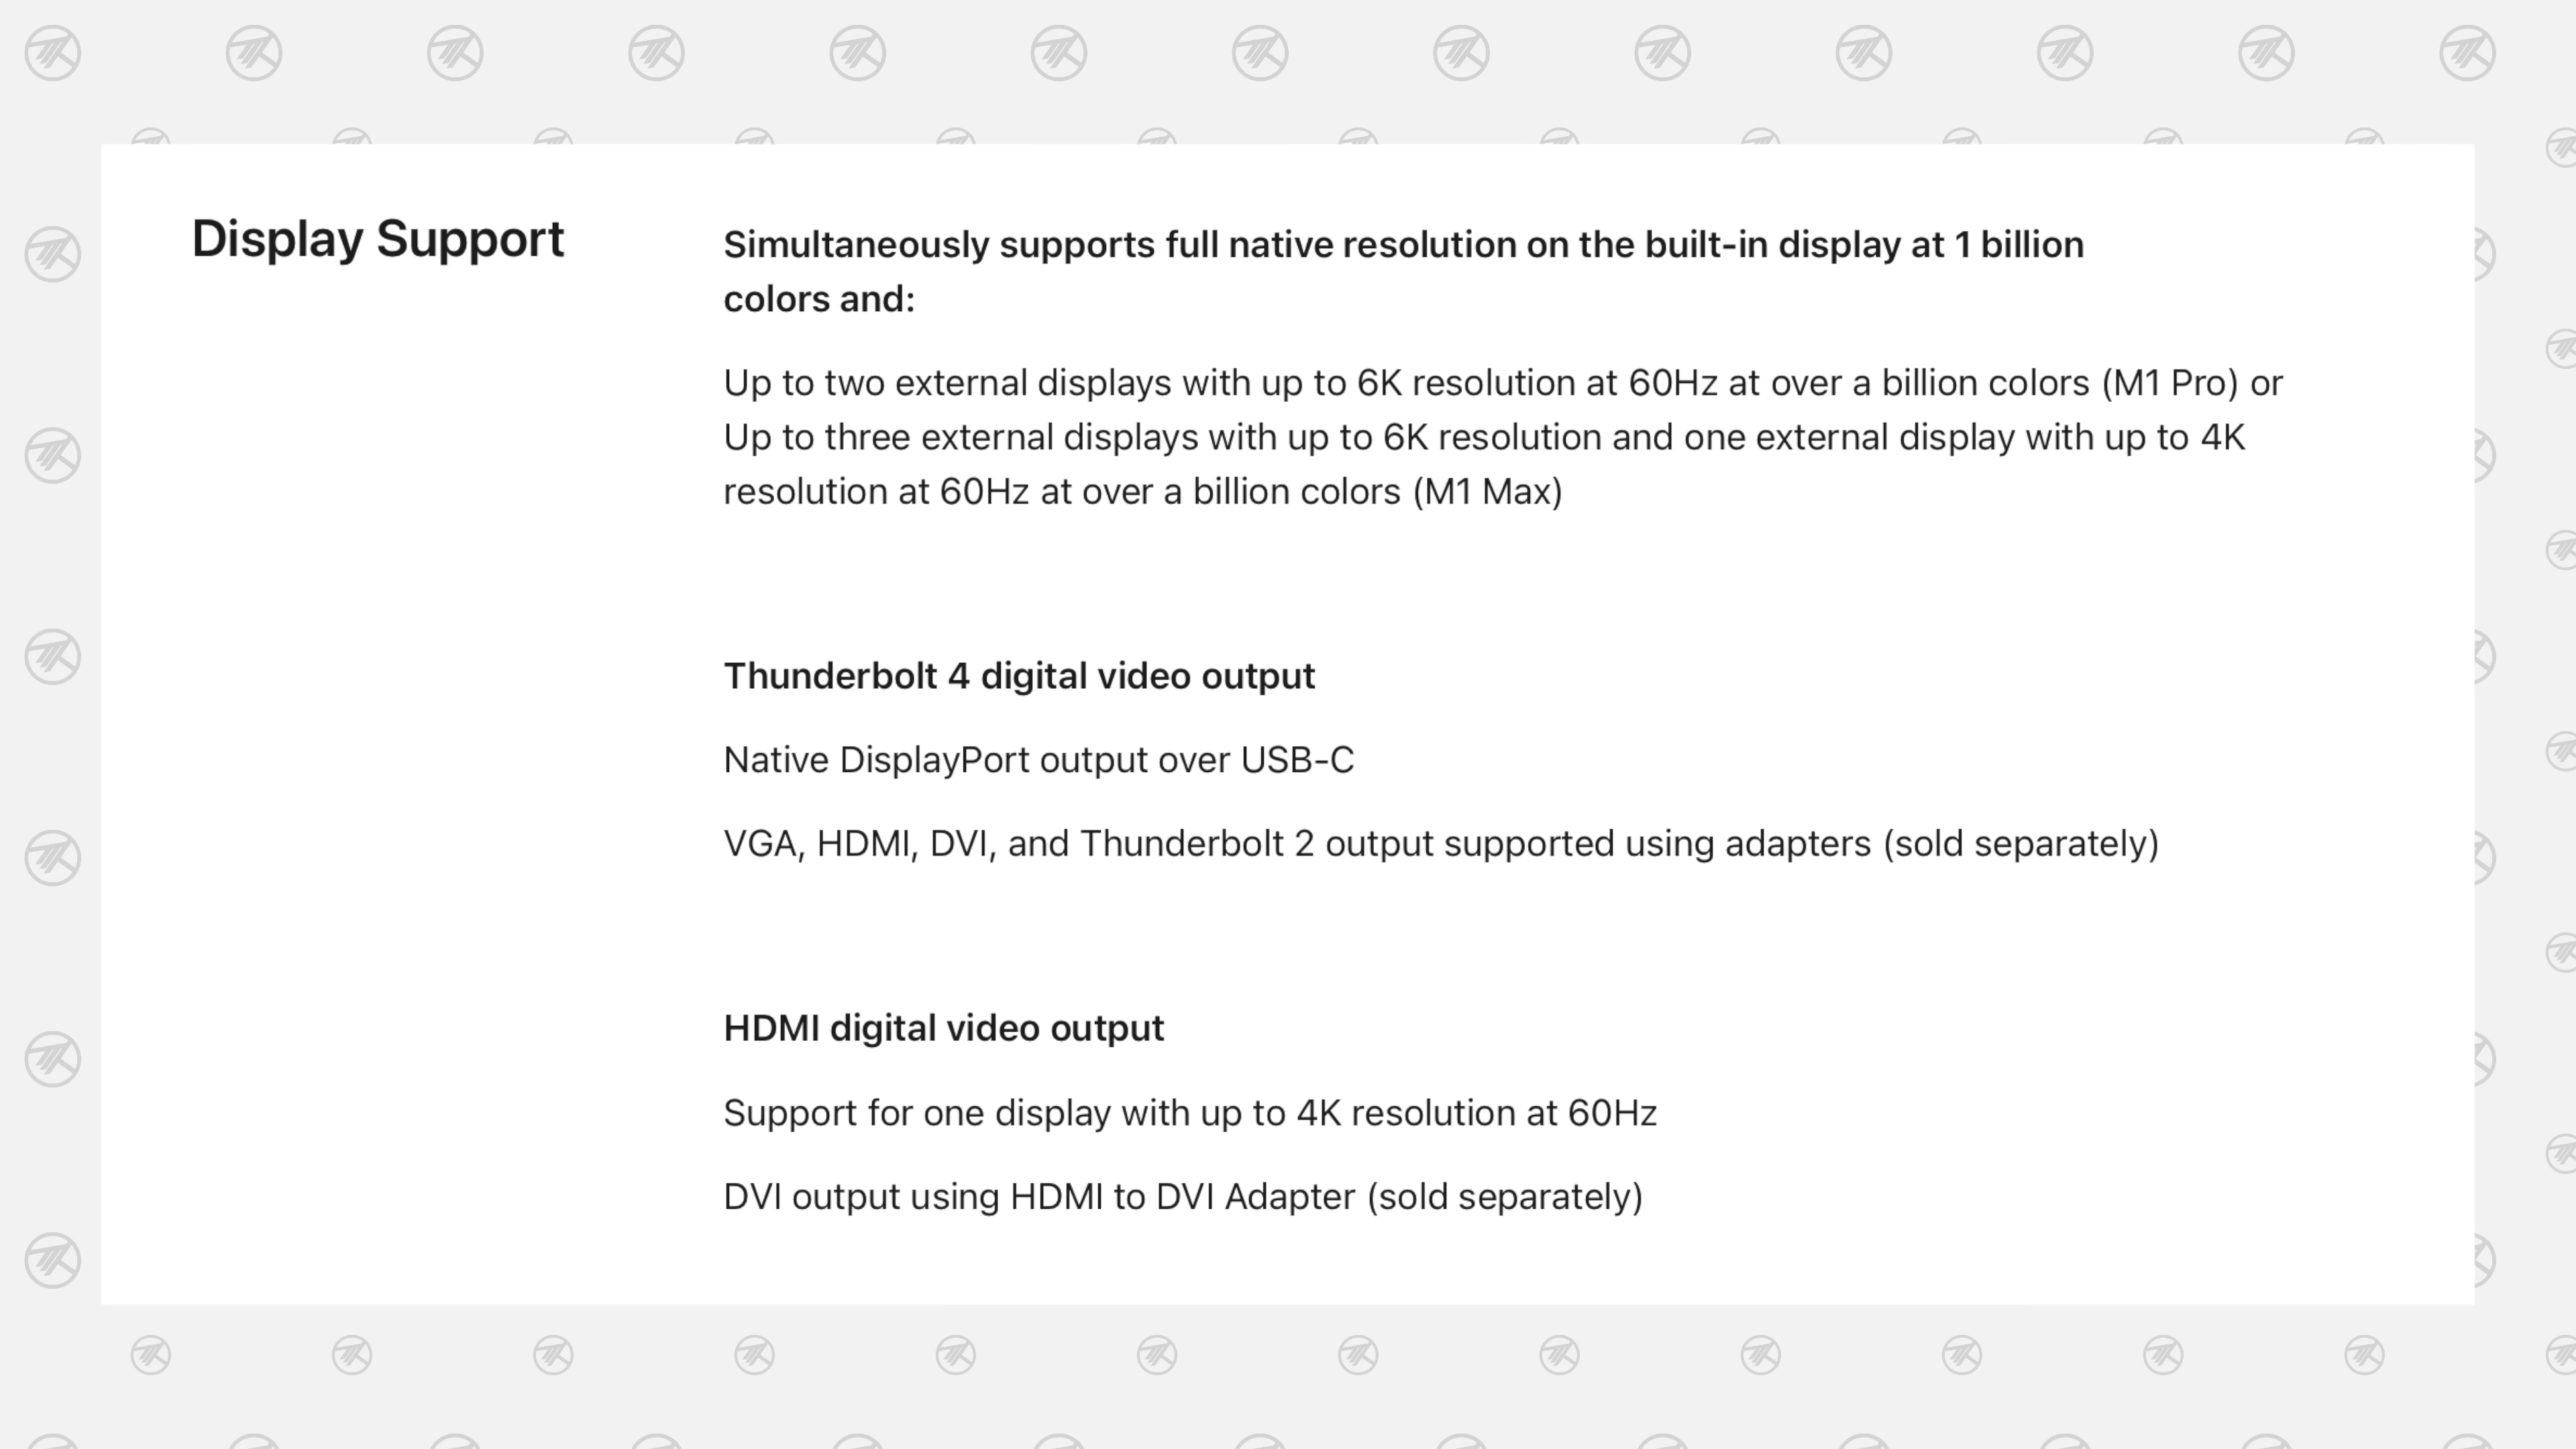 Display Support
Simultaneously supports full native resolution on the built-in display at 1 billion
colors and:
Up to two external displays with up to 6K resolution at 60Hz at over a billion colors (M1 Pro) or
Up to three external displays with up to 6K resolution and one external display with up to 4K
resolution at 60Hz at over a billion colors (M1 Max)
Thunderbolt 4 digital video output
Native DisplayPort output over USB-C
VGA, HDMI, DVI, and Thunderbolt 2 output supported using adapters (sold separately)
HDMI digital video output
Support for one display with up to 4K resolution at 60Hz
DVI output using HDMI to DVI Adapter (sold separately)